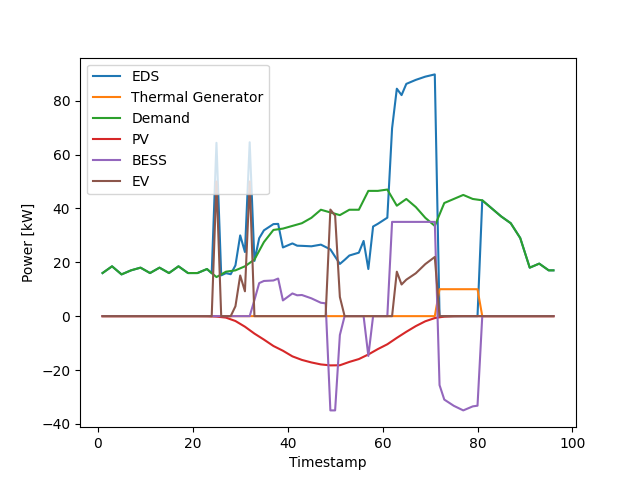 EDS
Thermal Generator
Demand
PV
BESS
EV
Power [kW]
80
60
40
20
0
−20
−40
0 20 40 60 80 100
Timestamp